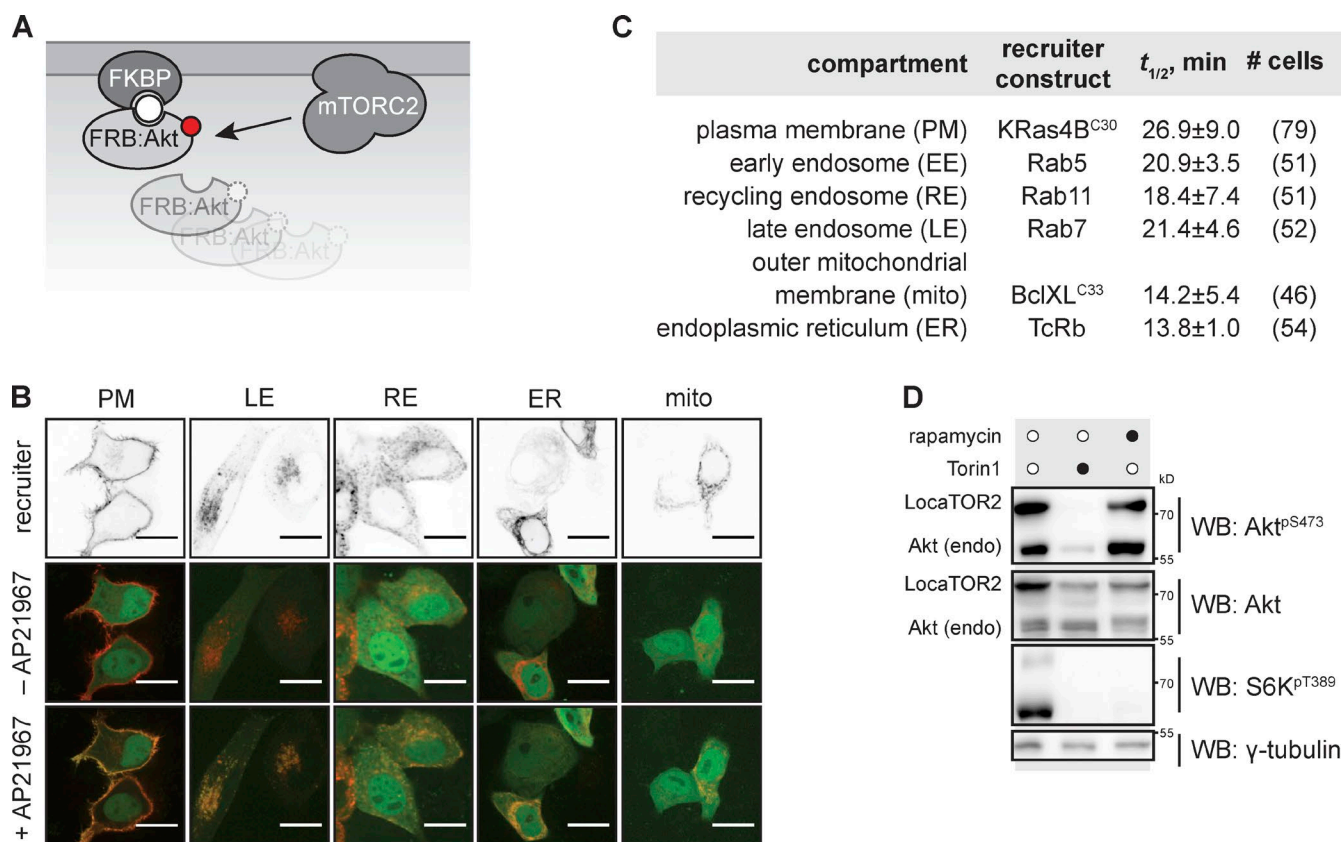 A
FKBP
FRB:Akt
mTORC2
FRB:Akt
FRB:Akt
FRB:Akt
C
compartment recruiter construct t1/2, min # cells
plasma membrane (PM) KRas4BC30 26.9±9.0 (79)
early endosome (EE) Rab5 20.9±3.5 (51)
recycling endosome (RE) Rab11 18.4±7.4 (51)
late endosome (LE) Rab7 21.4±4.6 (52)
outer mitochondrial
membrane (mito) BclXLC33 14.2±5.4 (46)
endoplasmic reticulum (ER) TcRb 13.8±1.0 (54)
B
PM LE RE ER mito
recruiter
– AP21967
+ AP21967
D
rapamycin
Torin1
kD
LocaTOR2
70
WB: AktpS473
Akt (endo)
55
LocaTOR2
70
WB: Akt
Akt (endo)
55
70
WB: S6KpT389
55
WB: γ-tubulin